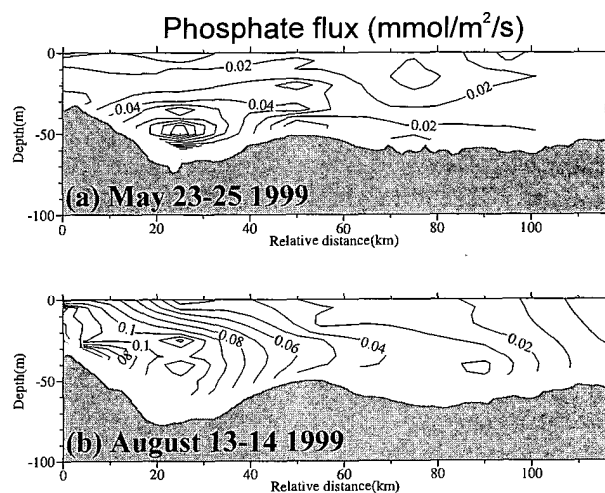 Phosphate flux (mmol/m²/s)
0
-50
-100
Depth(m)
0.02
0.02
0.04
0.04
0.02
(a) May 23-25 1999
0 20 40 60 80 100
Relative distance(km)
0
-50
-100
Depth(m)
0.1
0.1
0.08
0.06
0.04
0.02
(b) August 13-14 1999
0 20 40 60 80 100
Relative distance(km)